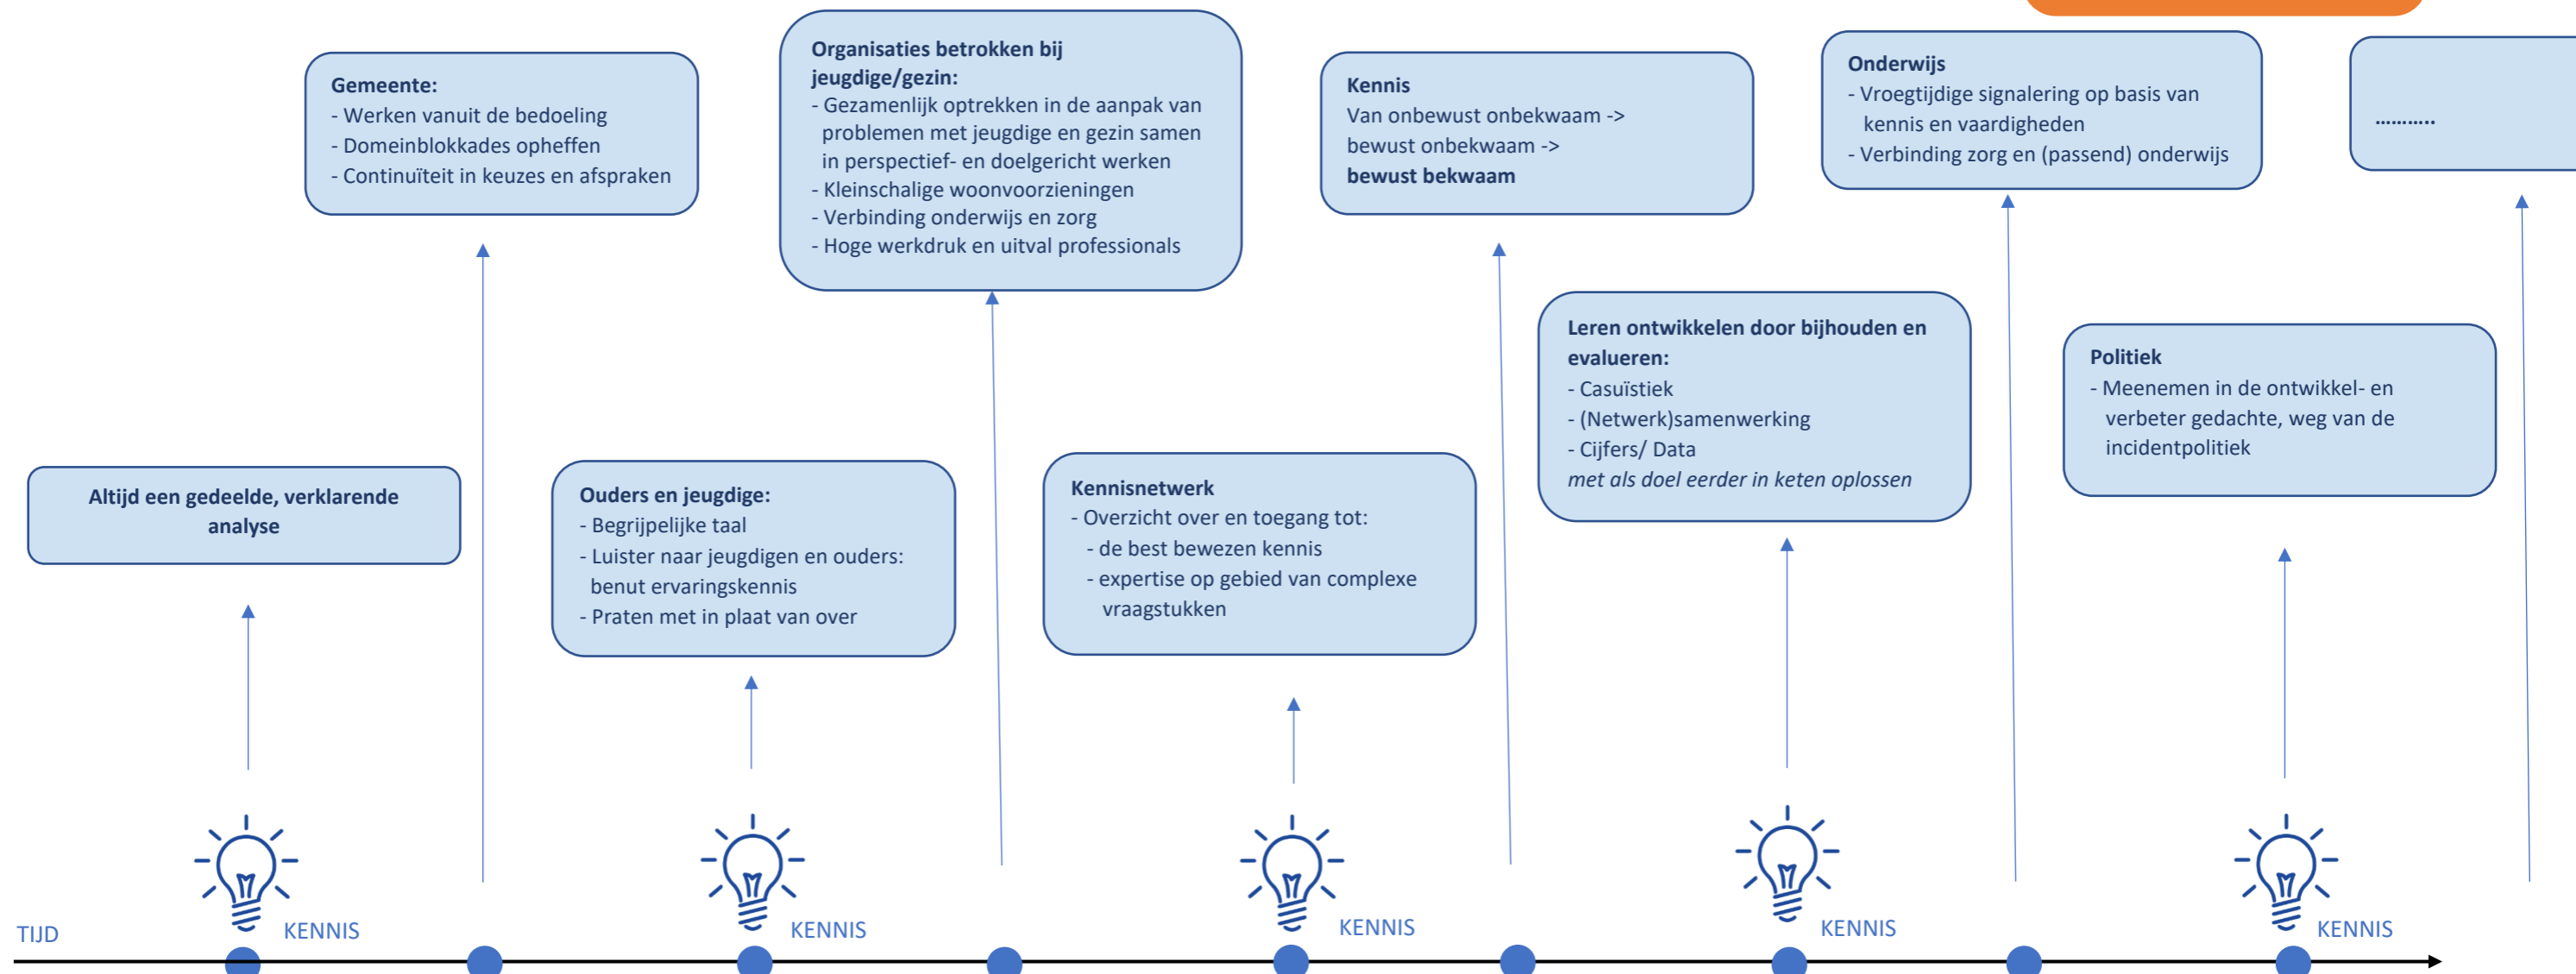 Gemeente:
- Werken vanuit de bedoeling
- Domeinblokkades opheffen
- Continuïteit in keuzes en afspraken
Organisaties betrokken bij
jeugdige/gezin:
- Gezamenlijk optrekken in de aanpak van
problemen met jeugdige en gezin samen
in perspectief- en doelgericht werken
- Kleinschalige woonvoorzieningen
- Verbinding onderwijs en zorg
- Hoge werkdruk en uitval professionals
Kennis
Van onbewust onbekwaam ->
bewust onbekwaam ->
bewust bekwaam
Onderwijs
- Vroegtijdige signalering op basis van
kennis en vaardigheden
- Verbinding zorg en (passend) onderwijs
...........
Altijd een gedeelde, verklarende
analyse
Ouders en jeugdige:
- Begrijpelijke taal
- Luister naar jeugdigen en ouders:
benut ervaringskennis
- Praten met in plaat van over
Kennisnetwerk
- Overzicht over en toegang tot:
- de best bewezen kennis
- expertise op gebied van complexe
vraagstukken
Leren ontwikkelen door bijhouden en
evalueren:
- Casuïstiek
- (Netwerk)samenwerking
- Cijfers/ Data
met als doel eerder in keten oplossen
Politiek
- Meenemen in de ontwikkel- en
verbeter gedachte, weg van de
incidentpolitiek
TIJD
KENNIS
KENNIS
KENNIS
KENNIS
KENNIS